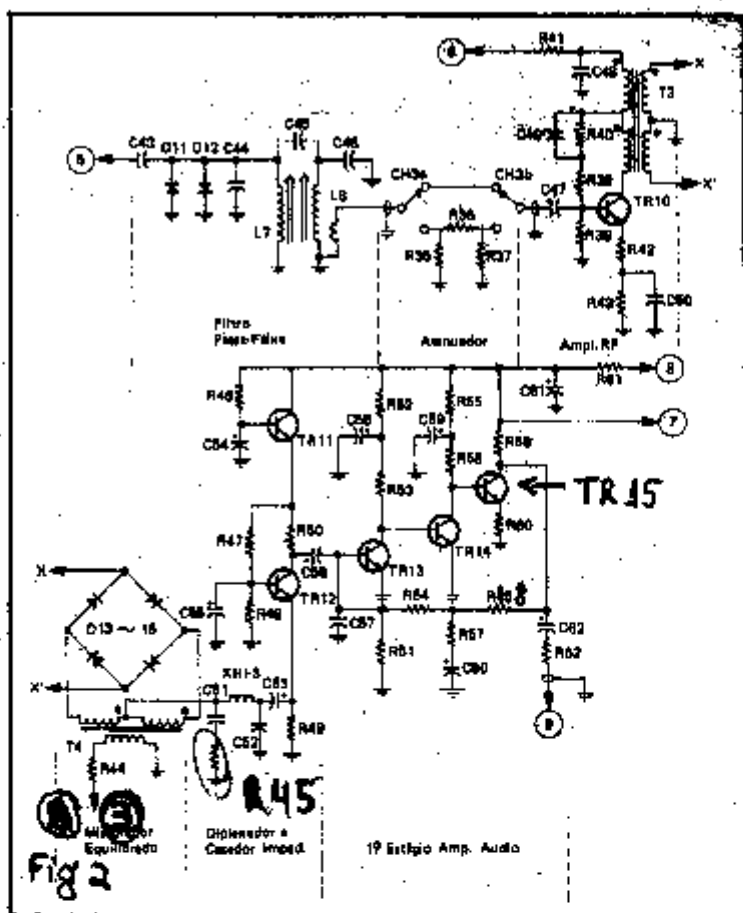 R41
C48
T3
X
6
C45
C43
D11
D12
C44
C46
R40
CH3a
CH3b
C47
TR10
X'
L7
L8
R36
R35
R37
R39
R42
R43
C50
Filtro
Passa-Faixa
Atenuador
Ampl. RF
R46
R52
R55
C61
R61
8
7
C54
TR11
C58
C59
R58
R59
R53
TR15
R60
R47
R50
C56
TR13
TR14
X
C55
R48
TR12
R54
D13 ~ 16
C57
R51
R57
C62
R62
X'
XRF3
C51
C53
C60
9
T4
C52
R49
R44
R45
3
Misturador
Equilibrado
Diplexador e
Casador Imped.
1º Estágio Amp. Audio
Fig 2